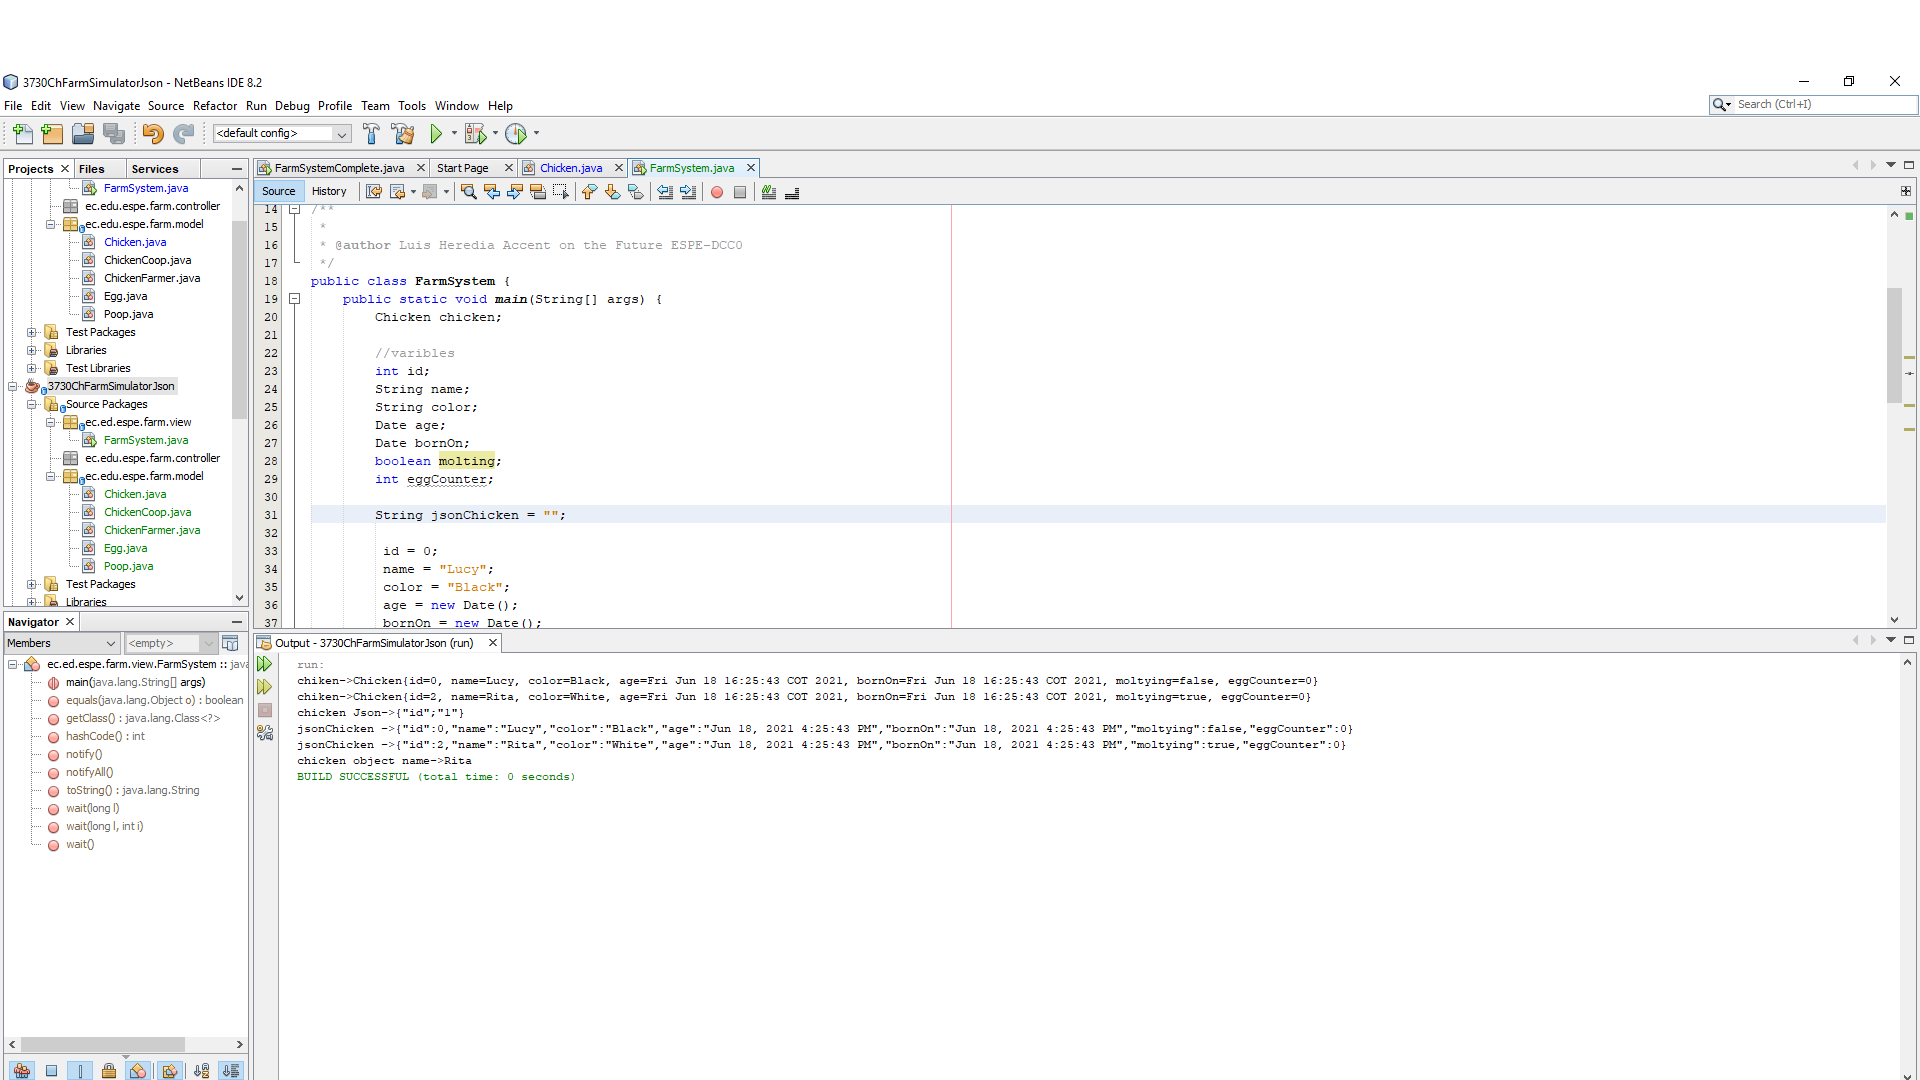 3730ChFarmSimulatorJson - NetBeans IDE 8.2
File Edit View Navigate Source Refactor Run Debug Profile Team Tools Window Help
Search (Ctrl+I)
<default config>
Projects Files Services
FarmSystem.java
ec.edu.espe.farm.controller
ec.edu.espe.farm.model
Chicken.java
ChickenCoop.java
ChickenFarmer.java
Egg.java
Poop.java
Test Packages
Libraries
Test Libraries
3730ChFarmSimulatorJson
Source Packages
ec.ed.espe.farm.view
FarmSystem.java
ec.edu.espe.farm.controller
ec.edu.espe.farm.model
Chicken.java
ChickenCoop.java
ChickenFarmer.java
Egg.java
Poop.java
Test Packages
Libraries
FarmSystemComplete.java Start Page Chicken.java FarmSystem.java
Source History
14 /**
15 *
16 * @author Luis Heredia Accent on the Future ESPE-DCC0
17 */
18 public class FarmSystem {
19 public static void main(String[] args) {
20 Chicken chicken;
21
22 //varibles
23 int id;
24 String name;
25 String color;
26 Date age;
27 Date bornOn;
28 boolean molting;
29 int eggCounter;
30
31 String jsonChicken = "";
32
33 id = 0;
34 name = "Lucy";
35 color = "Black";
36 age = new Date();
37 bornOn = new Date();
Navigator
Members <empty>
ec.ed.espe.farm.view.FarmSystem :: java
main(java.lang.String[] args)
equals(java.lang.Object o) : boolean
getClass() : java.lang.Class<?>
hashCode() : int
notify()
notifyAll()
toString() : java.lang.String
wait(long l)
wait(long l, int i)
wait()
Output - 3730ChFarmSimulatorJson (run)
run:
chiken->Chicken{id=0, name=Lucy, color=Black, age=Fri Jun 18 16:25:43 COT 2021, bornOn=Fri Jun 18 16:25:43 COT 2021, moltying=false, eggCounter=0}
chiken->Chicken{id=2, name=Rita, color=White, age=Fri Jun 18 16:25:43 COT 2021, bornOn=Fri Jun 18 16:25:43 COT 2021, moltying=true, eggCounter=0}
chicken Json->{"id";"1"}
jsonChicken ->{"id":0,"name":"Lucy","color":"Black","age":"Jun 18, 2021 4:25:43 PM","bornOn":"Jun 18, 2021 4:25:43 PM","moltying":false,"eggCounter":0}
jsonChicken ->{"id":2,"name":"Rita","color":"White","age":"Jun 18, 2021 4:25:43 PM","bornOn":"Jun 18, 2021 4:25:43 PM","moltying":true,"eggCounter":0}
chicken object name->Rita
BUILD SUCCESSFUL (total time: 0 seconds)